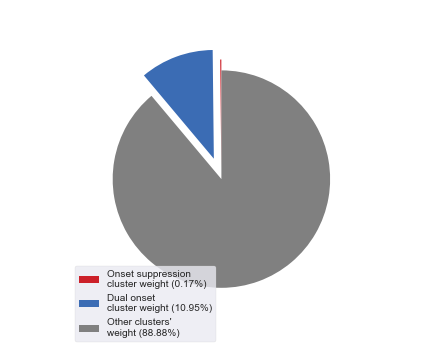 Onset suppression
cluster weight (0.17%)
Dual onset
cluster weight (10.95%)
Other clusters'
weight (88.88%)